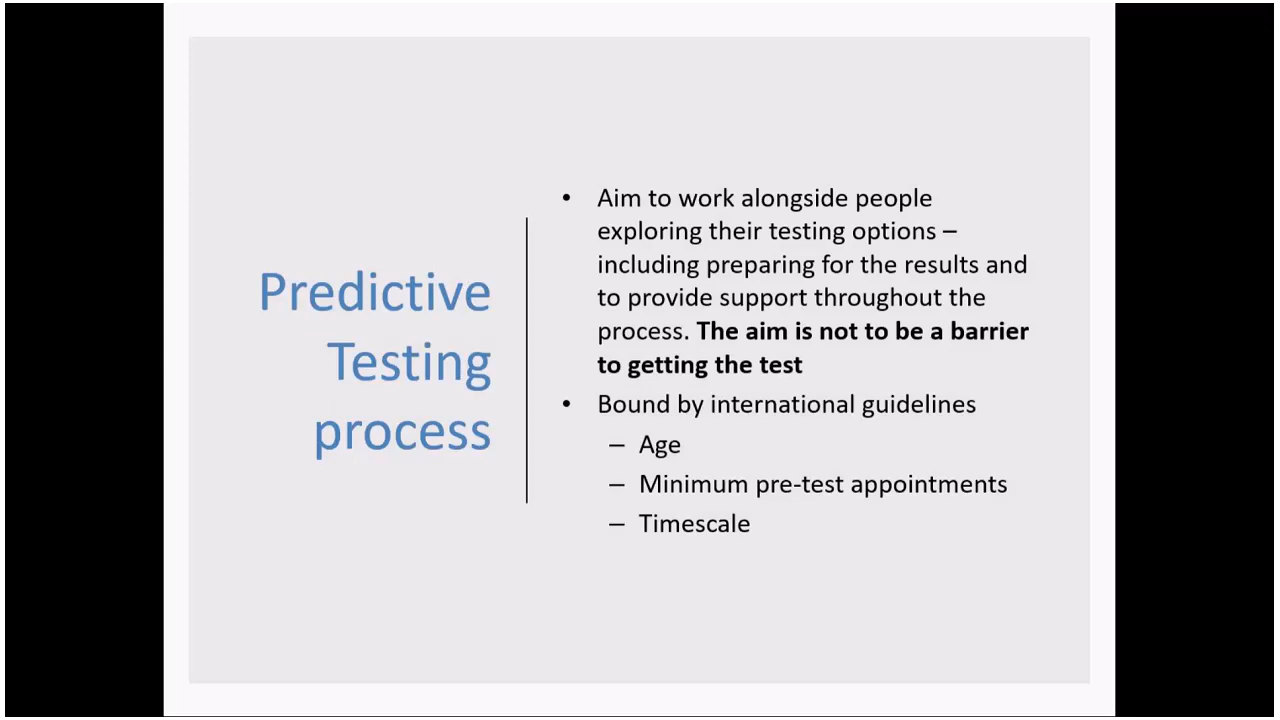 Predictive
Testing
process
• Aim to work alongside people
exploring their testing options –
including preparing for the results and
to provide support throughout the
process. The aim is not to be a barrier
to getting the test
• Bound by international guidelines
– Age
– Minimum pre-test appointments
– Timescale